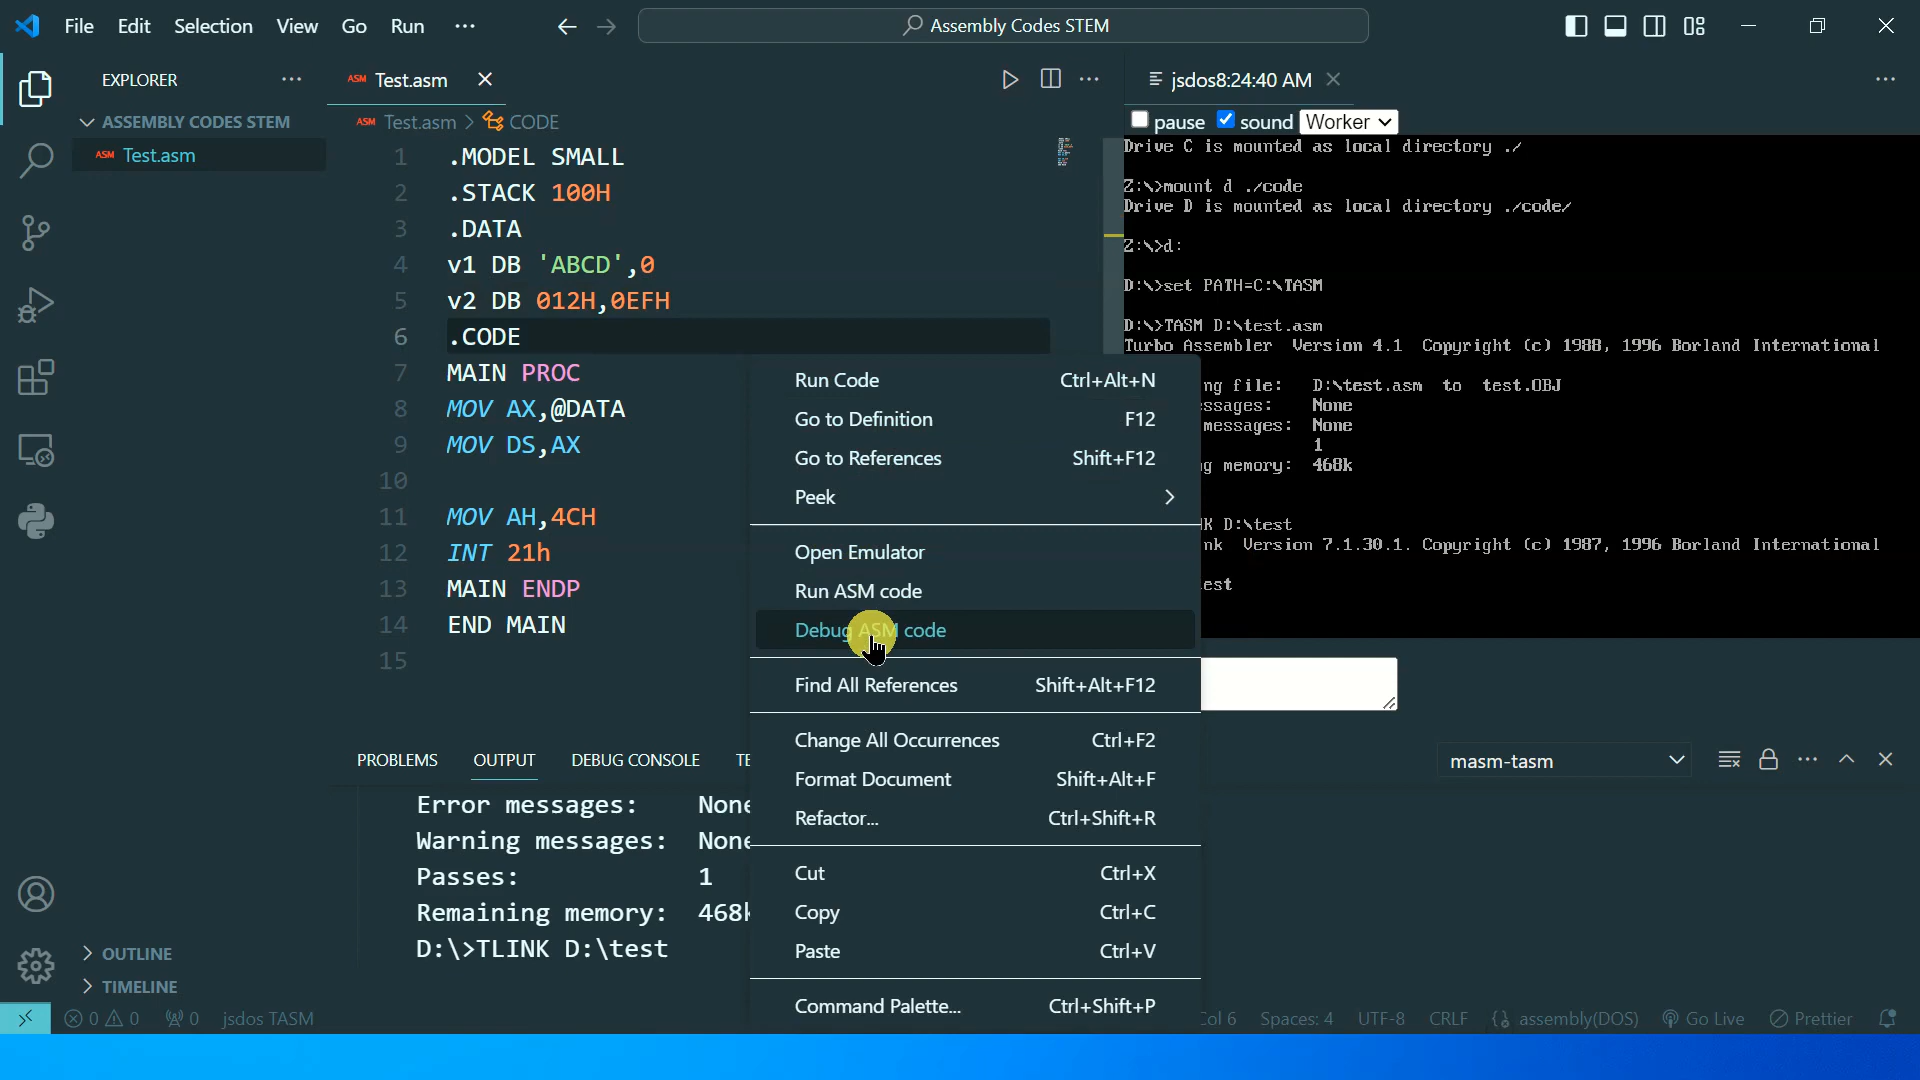 File Edit Selection View Go Run ···
Assembly Codes STEM
EXPLORER ···
ASSEMBLY CODES STEM
ASM Test.asm
ASM Test.asm
ASM Test.asm > CODE
1 .MODEL SMALL
2 .STACK 100H
3 .DATA
4 v1 DB 'ABCD',0
5 v2 DB 012H,0EFH
6 .CODE
7 MAIN PROC
8 MOV AX,@DATA
9 MOV DS,AX
10
11 MOV AH,4CH
12 INT 21h
13 MAIN ENDP
14 END MAIN
15
Run Code Ctrl+Alt+N
Go to Definition F12
Go to References Shift+F12
Peek
Open Emulator
Run ASM code
Debug ASM code
Find All References Shift+Alt+F12
Change All Occurrences Ctrl+F2
Format Document Shift+Alt+F
Refactor... Ctrl+Shift+R
Cut Ctrl+X
Copy Ctrl+C
Paste Ctrl+V
Command Palette... Ctrl+Shift+P
jsdos8:24:40 AM
pause sound Worker
Drive C is mounted as local directory ./
Z:\>mount d ./code
Drive D is mounted as local directory ./code/
Z:\>d:
D:\>set PATH=C:\TASM
D:\>TASM D:\test.asm
Turbo Assembler Version 4.1 Copyright (c) 1988, 1996 Borland International
ng file: D:\test.asm to test.OBJ
ssages: None
messages: None
1
g memory: 468k
K D:\test
nk Version 7.1.30.1. Copyright (c) 1987, 1996 Borland International
est
PROBLEMS OUTPUT DEBUG CONSOLE TE
masm-tasm
Error messages: None
Warning messages: None
Passes: 1
Remaining memory: 468k
D:\>TLINK D:\test
OUTLINE
TIMELINE
0 0 0 jsdos TASM
Col 6 Spaces: 4 UTF-8 CRLF {} assembly(DOS) Go Live Prettier